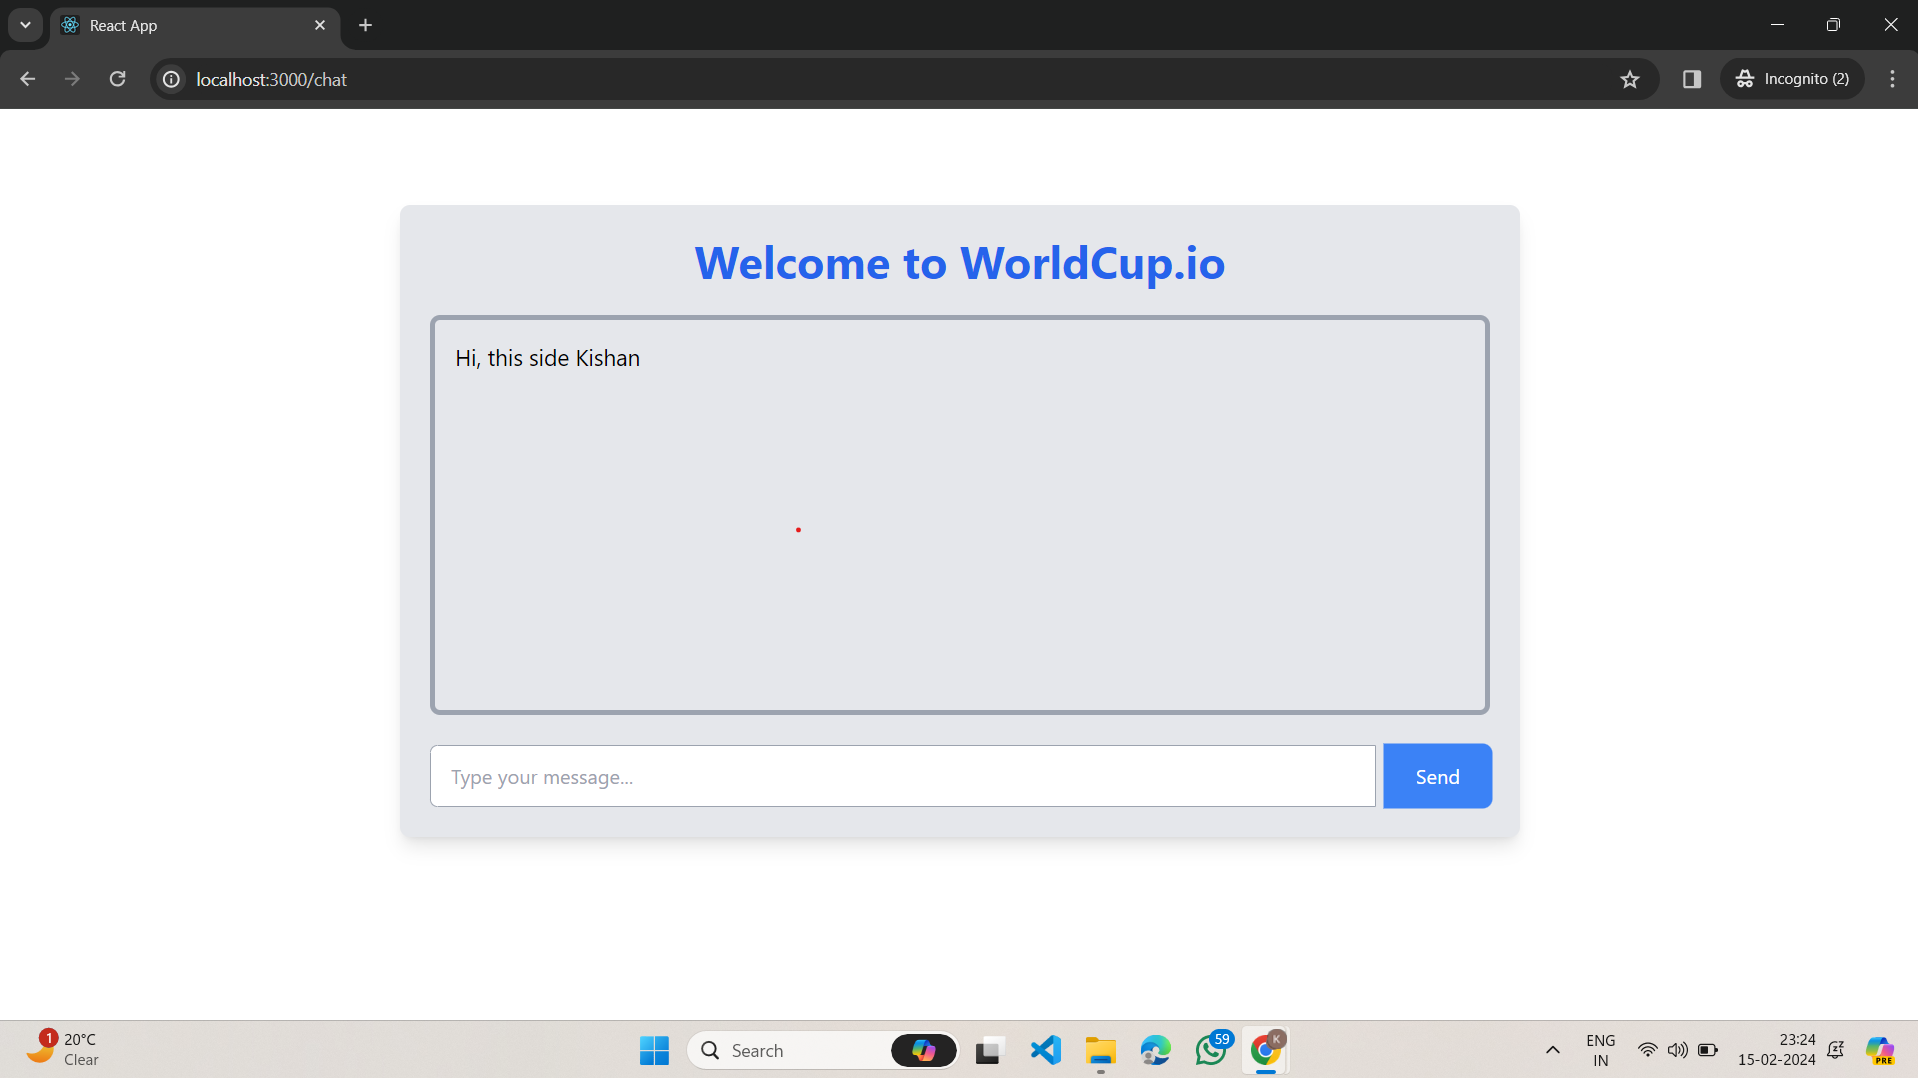 React App
localhost:3000/chat
Incognito (2)
Welcome to WorldCup.io
Hi, this side Kishan
Type your message...
Send
1
20°C
Clear
Search
59
K
ENG
IN
23:24
15-02-2024
PRE